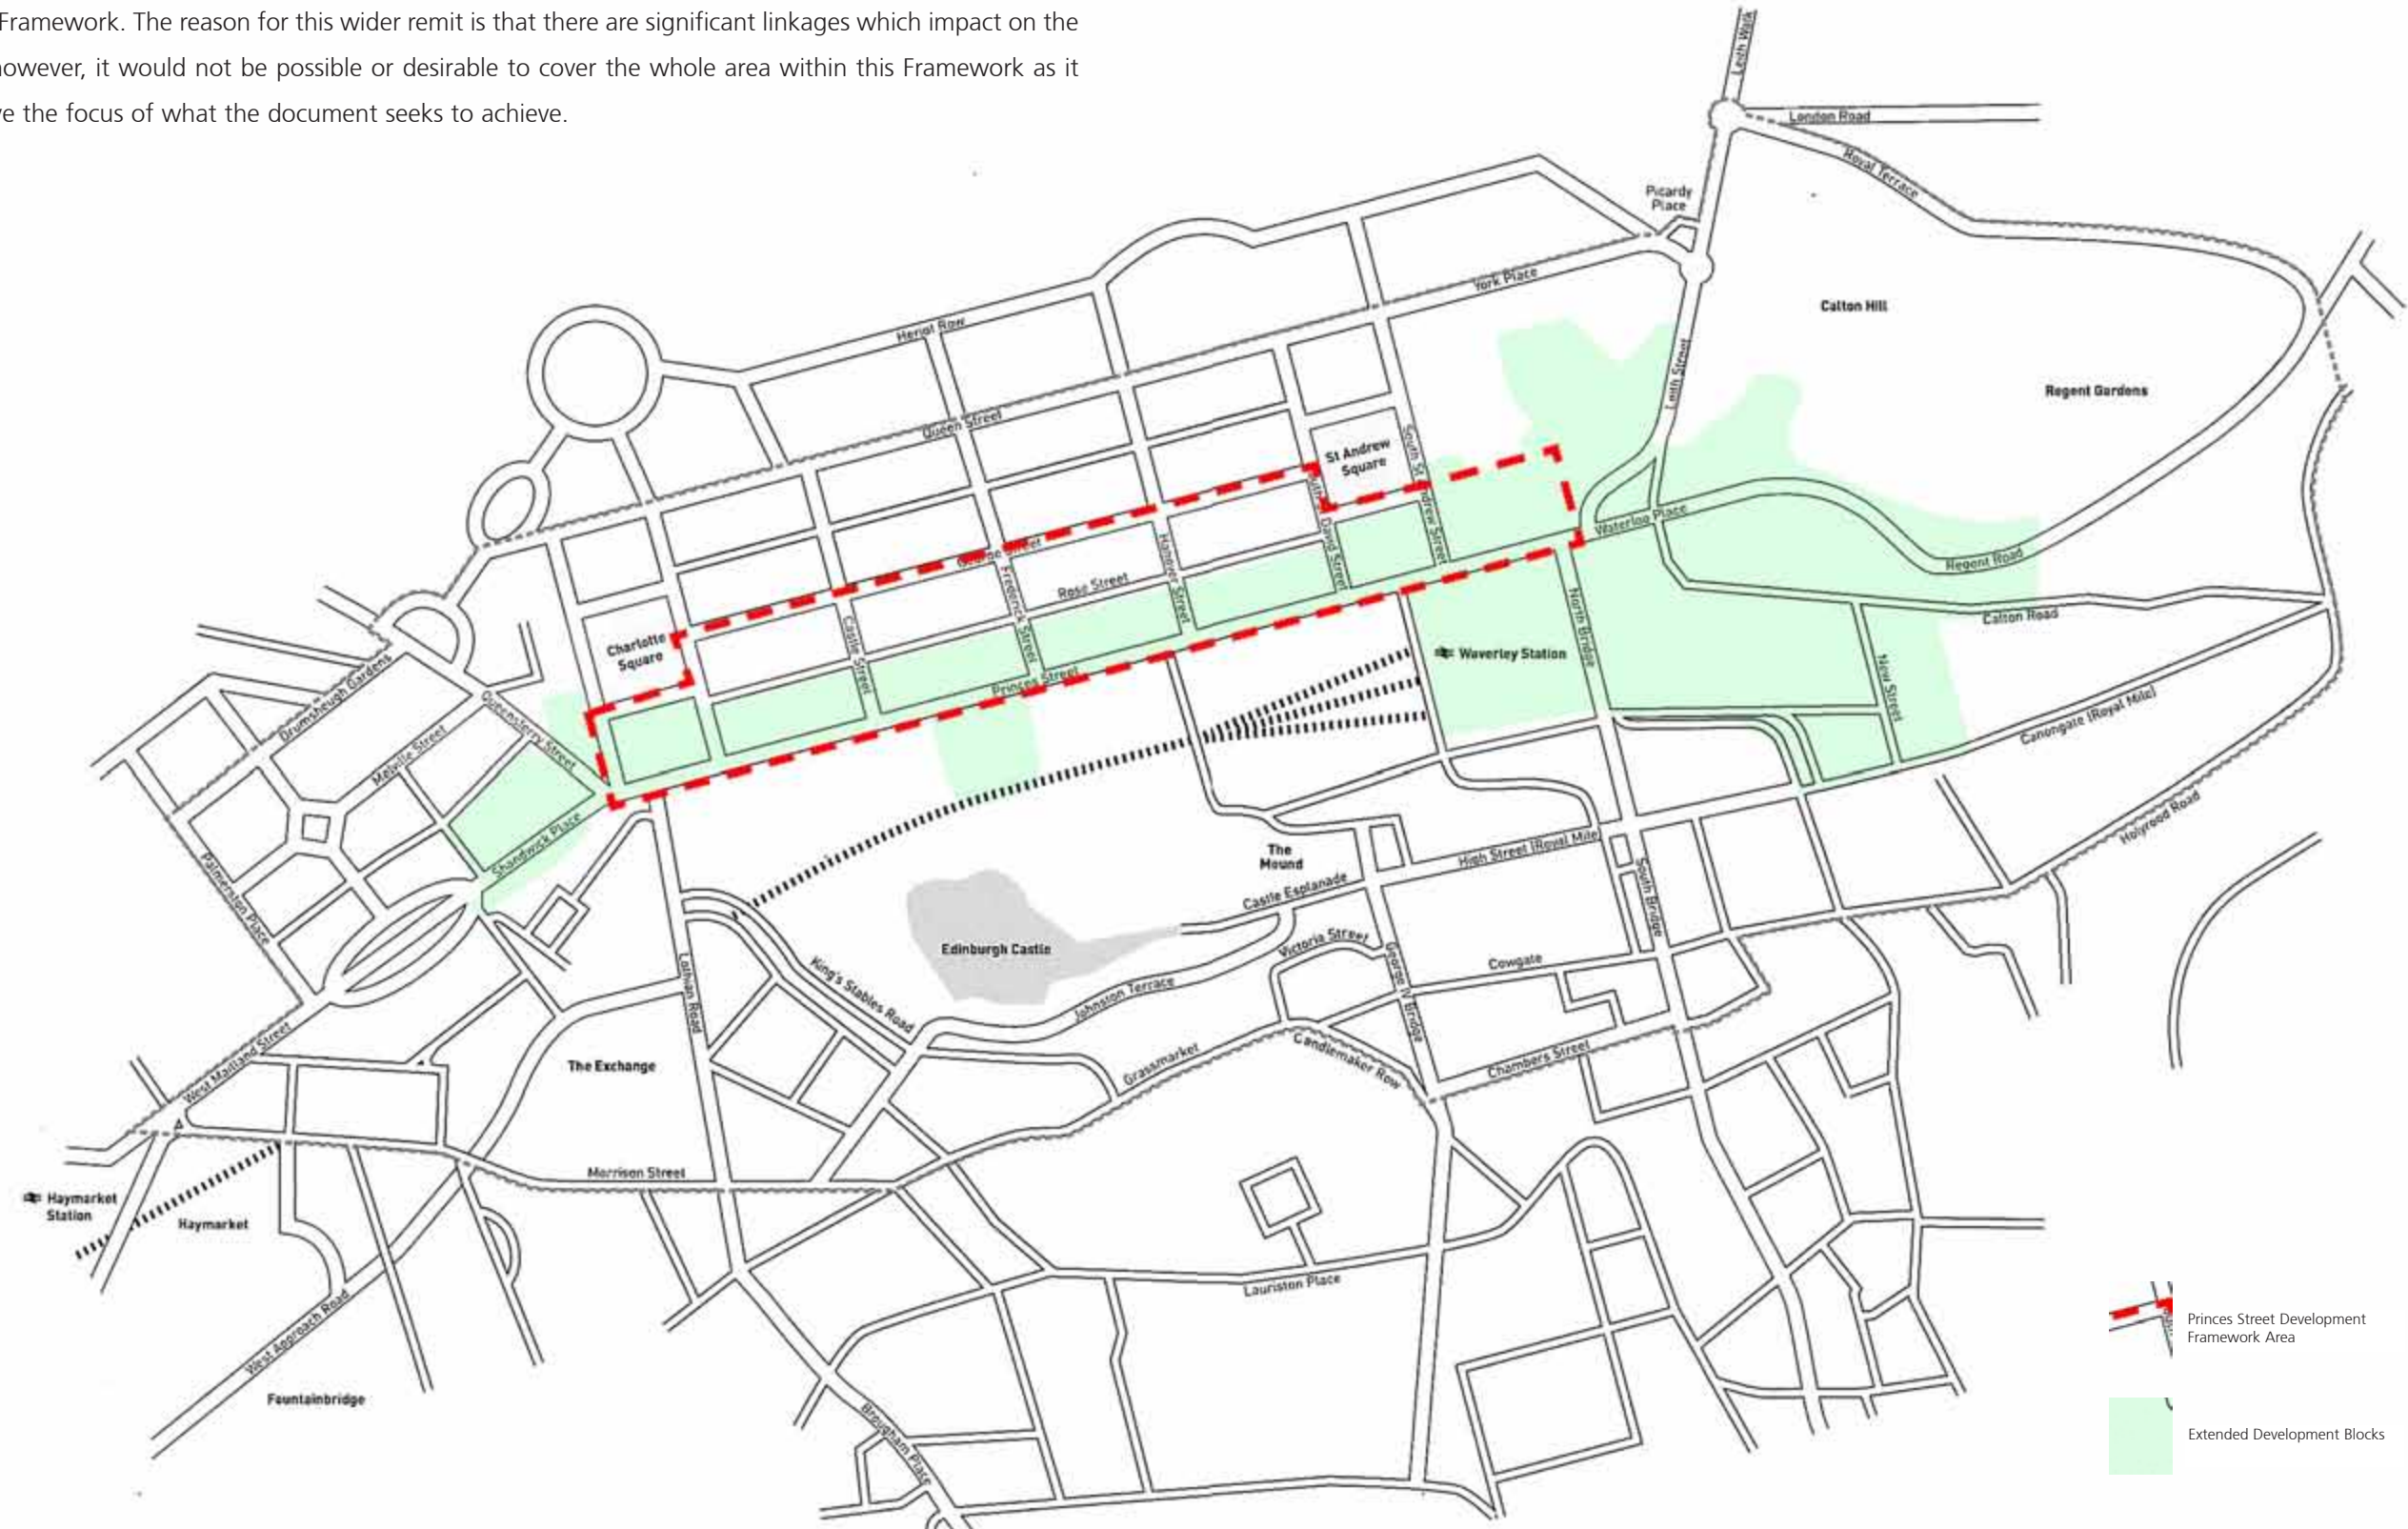 Framework. The reason for this wider remit is that there are significant linkages which impact on the
however, it would not be possible or desirable to cover the whole area within this Framework as it
the focus of what the document seeks to achieve.
Leith Walk
London Road
Royal Terrace
Picardy
Place
York Place
Calton Hill
Heriot Row
Leith Street
Regent Gardens
Queen Street
St Andrew
Square
South St Andrew Street
David Street
Waterloo Place
Regent Road
George Street
Hanover Street
Rose Street
Frederick Street
Castle Street
North Bridge
Calton Road
Charlotte
Square
Waverley Station
New Street
Princes Street
Drumsheugh Gardens
Queensferry Street
Melville Street
Canongate (Royal Mile)
Shandwick Place
Holyrood Road
Palmerston Place
The
Mound
High Street (Royal Mile)
South Bridge
Castle Esplanade
Edinburgh Castle
Victoria Street
George IV Bridge
Cowgate
Lothian Road
King's Stables Road
Johnston Terrace
West Maitland Street
The Exchange
Grassmarket
Candlemaker Row
Chambers Street
Morrison Street
Haymarket
Station
Haymarket
Lauriston Place
West Approach Road
Fountainbridge
Brougham Place
Princes Street Development
Framework Area
Extended Development Blocks